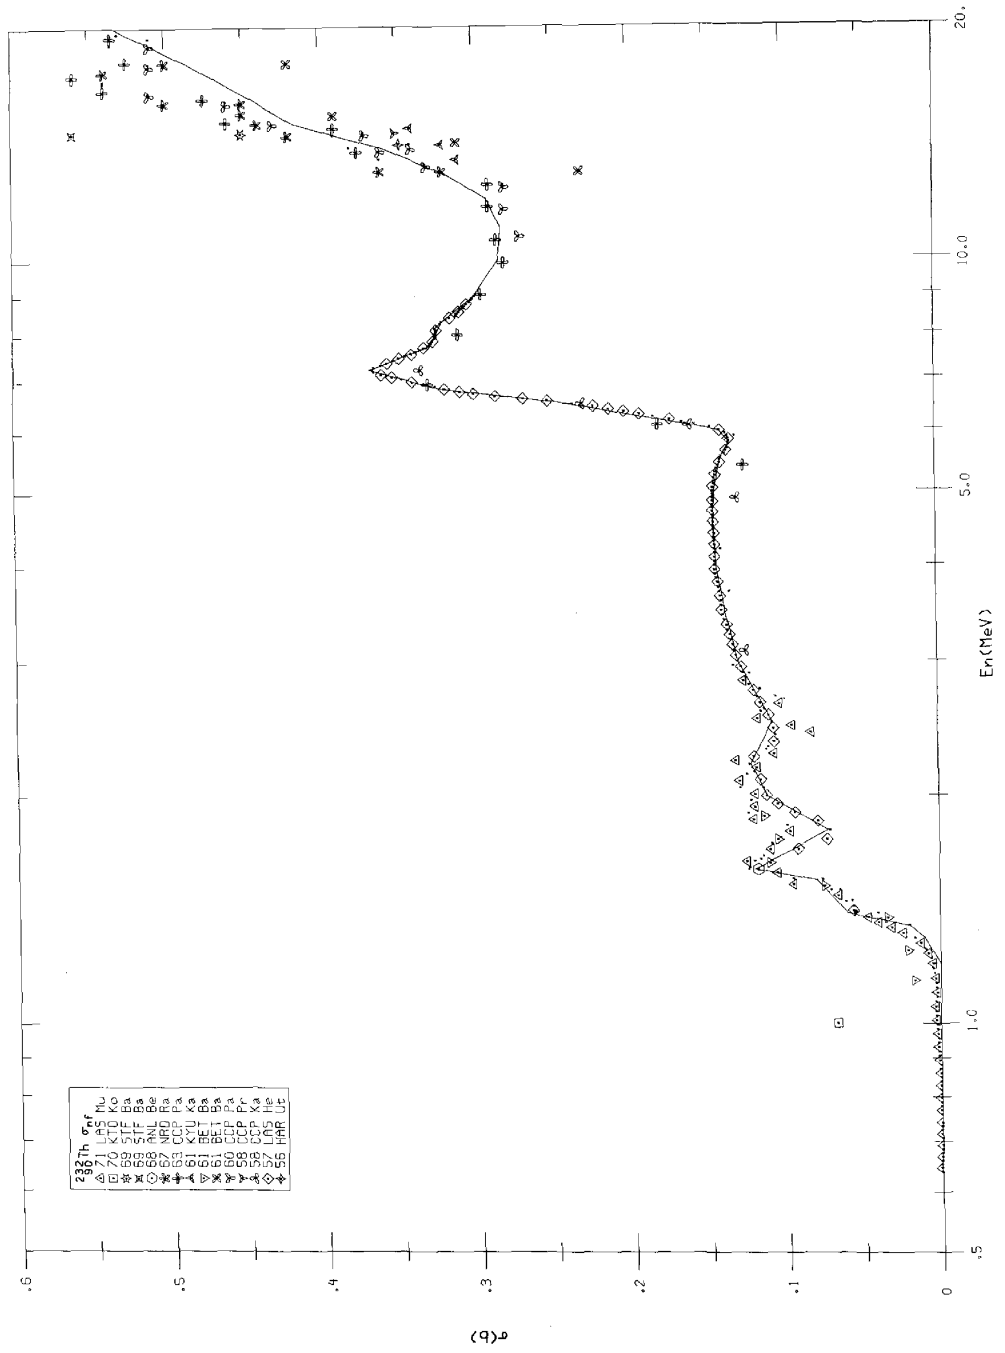 232Th σnf
90
71 LAS Mu
70 KTO Ko
69 STF Ba
69 STF Ba
68 ANL Be
67 NRD Ra
63 CCP Pa
61 KYU Ka
61 BET Ba
61 BET Ba
60 CCP Pa
58 CCP Pr
58 CCP Ka
57 LAS He
56 HAR Ut
σ(b)
.6
.5
.4
.3
.2
.1
0
.5
1.0
5.0
10.0
20.
En(MeV)